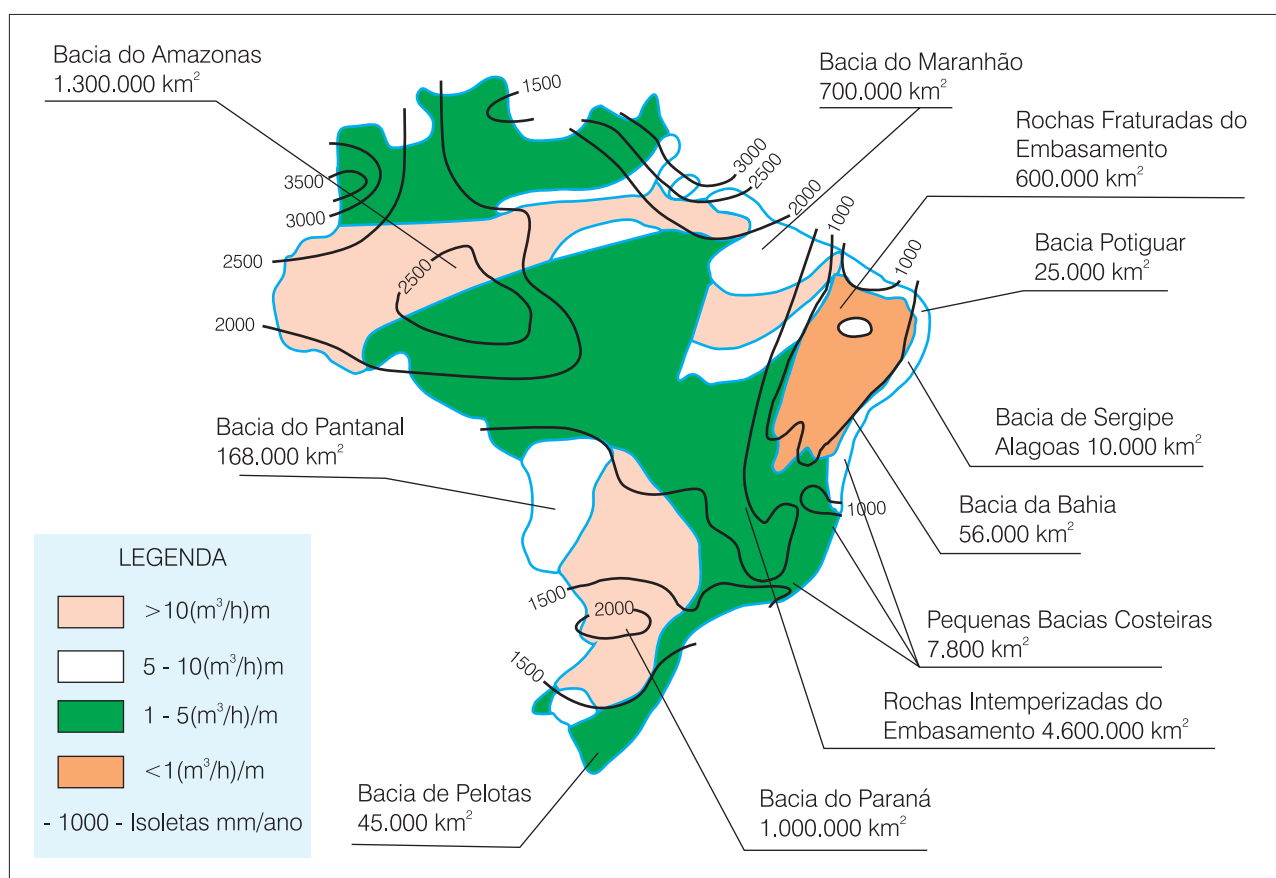 Bacia do Amazonas
1.300.000 km²
Bacia do Maranhão
700.000 km²
Rochas Fraturadas do
Embasamento
600.000 km²
Bacia Potiguar
25.000 km²
Bacia de Sergipe
Alagoas 10.000 km²
Bacia da Bahia
56.000 km²
Pequenas Bacias Costeiras
7.800 km²
Rochas Intemperizadas do
Embasamento 4.600.000 km²
Bacia do Paraná
1.000.000 km²
Bacia de Pelotas
45.000 km²
Bacia do Pantanal
168.000 km²
1500
3500
3000
2500
2000
2500
3000
2500
2000
1000
1000
1000
1500
2000
1500
LEGENDA
>10(m³/h)m
5 - 10(m³/h)m
1 - 5(m³/h)/m
<1(m³/h)/m
- 1000 - Isoletas mm/ano